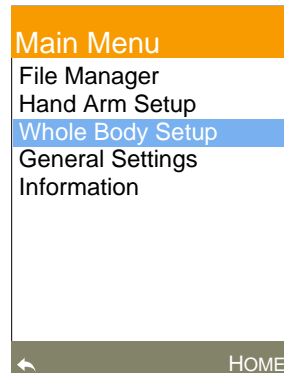 Main Menu
File Manager
Hand Arm Setup
Whole Body Setup
General Settings
Information
HOME